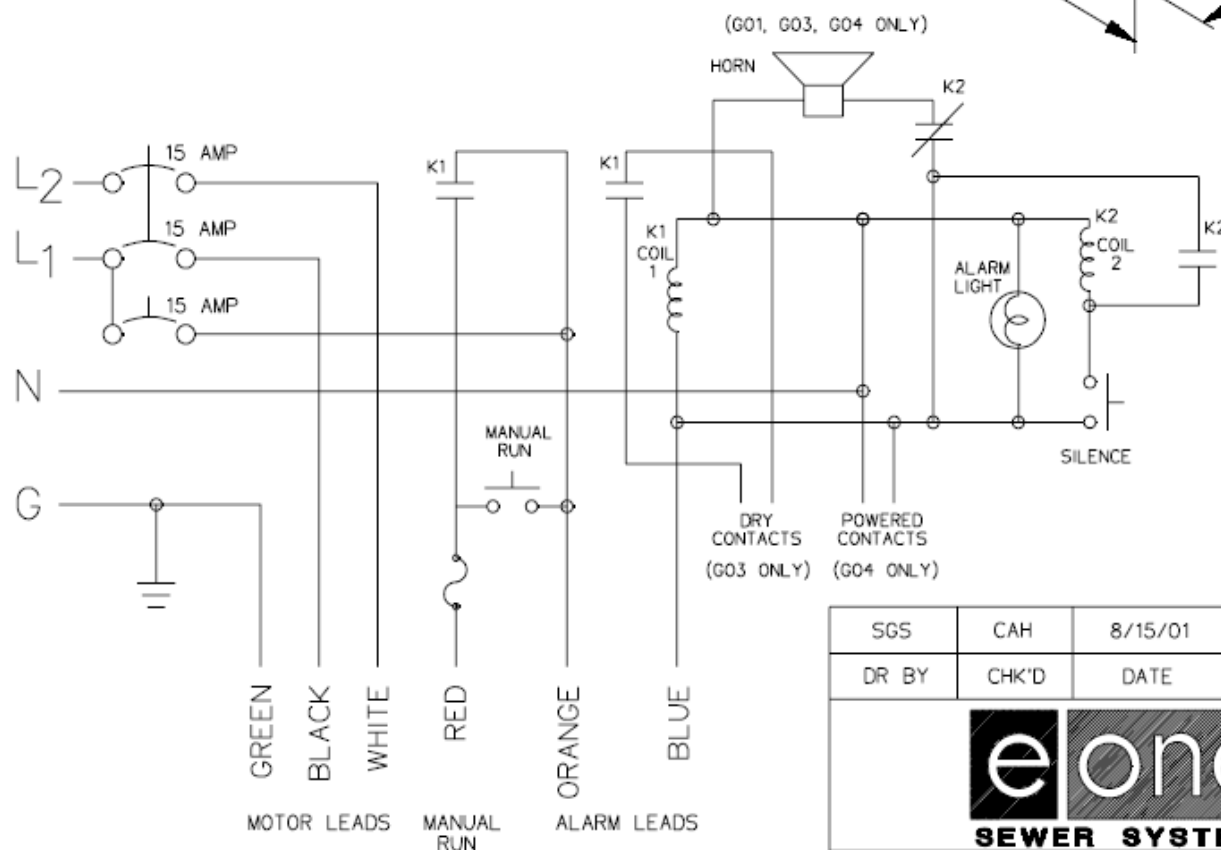 (G01, G03, G04 ONLY)
HORN
K2
15 AMP
L2
K1
K1
15 AMP
L1
K1
COIL
1
K2
COIL
2
K2
ALARM
LIGHT
15 AMP
N
MANUAL
RUN
SILENCE
G
DRY
CONTACTS
(G03 ONLY)
POWERED
CONTACTS
(G04 ONLY)
SGS CAH 8/15/01
DR BY CHK'D DATE
GREEN
BLACK
WHITE
RED
ORANGE
BLUE
MOTOR LEADS
MANUAL
RUN
ALARM LEADS
e on
SEWER